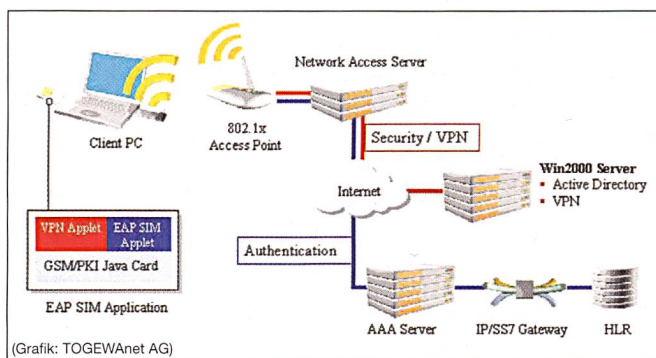 Network Access Server
Client PC
802.1x
Access Point
Security / VPN
Internet
Win2000 Server
▪ Active Directory
▪ VPN
VPN Applet
EAP SIM
Applet
GSM/PKI Java Card
EAP SIM Application
Authentication
AAA Server
IP/SS7 Gateway
HLR
(Grafik: TOGEWAnet AG)